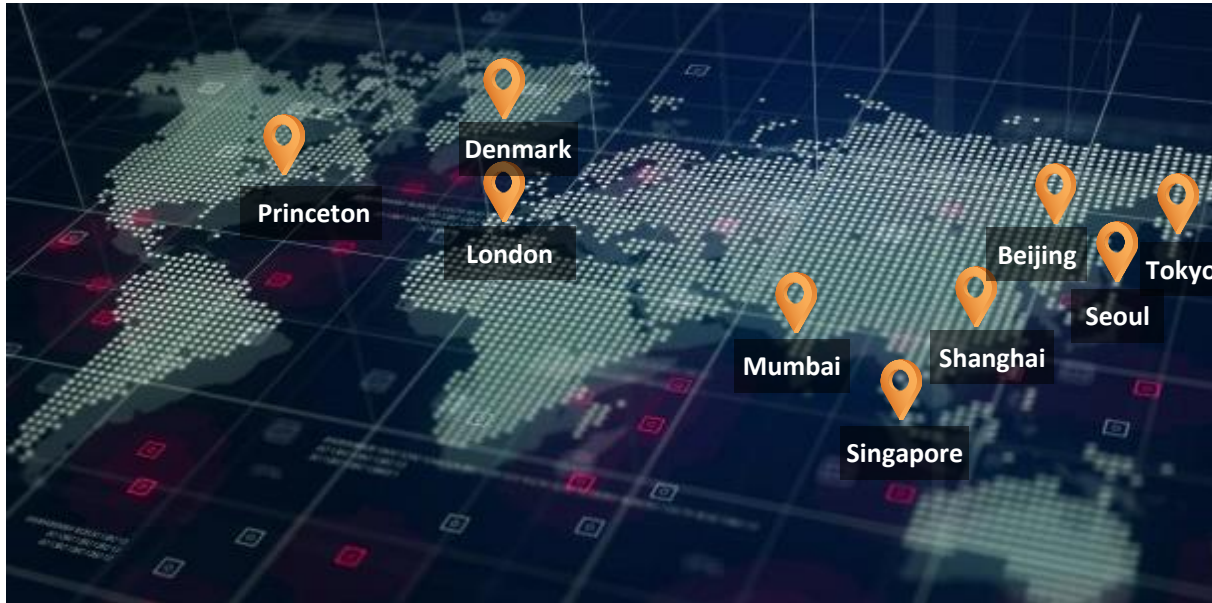 Denmark
Princeton
London
Beijing
Tokyo
Seoul
Shanghai
Mumbai
Singapore